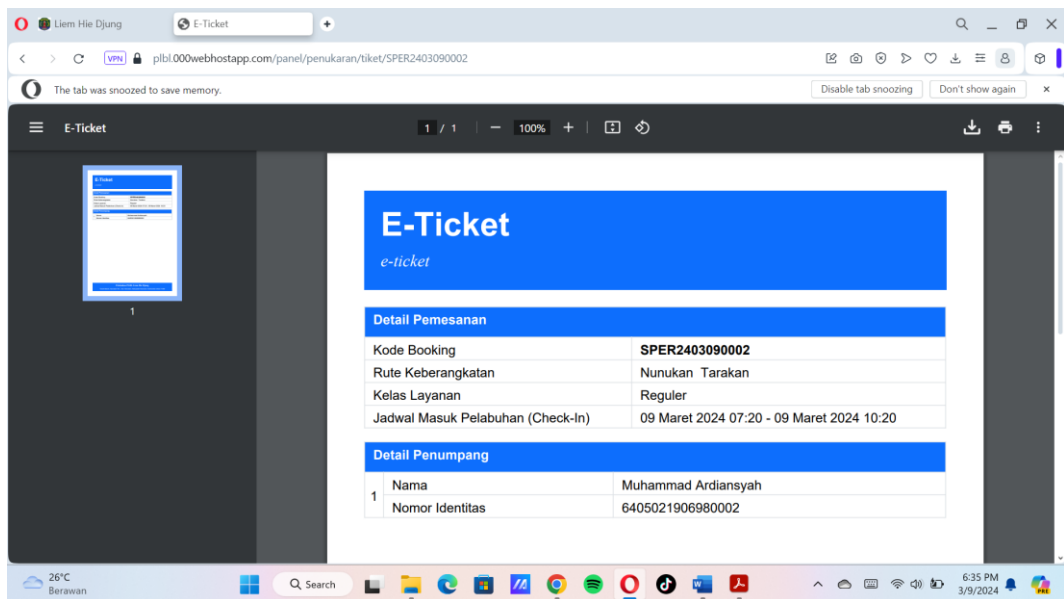 Liem Hie Djung
E-Ticket
VPN
plbl.000webhostapp.com/panel/penukaran/tiket/SPER2403090002
The tab was snoozed to save memory.
Disable tab snoozing
Don't show again
E-Ticket
1 / 1
100%
1
E-Ticket
e-ticket
Detail Pemesanan
Kode Booking SPER2403090002
Rute Keberangkatan Nunukan Tarakan
Kelas Layanan Reguler
Jadwal Masuk Pelabuhan (Check-In) 09 Maret 2024 07:20 - 09 Maret 2024 10:20
Detail Penumpang
1
Nama Muhammad Ardiansyah
Nomor Identitas 6405021906980002
26°C
Berawan
Search
6:35 PM
3/9/2024
PRE